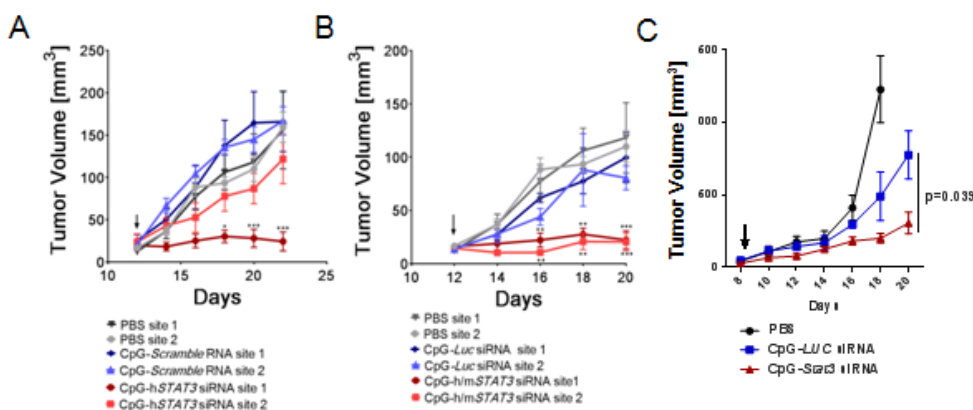 A
Tumor Volume [mm³]
250
200
150
100
50
0
*
***
***
10
15
20
25
Days
PBS site 1
PBS site 2
CpG-Scramble RNA site 1
CpG-Scramble RNA site 2
CpG-hSTAT3 siRNA site 1
CpG-hSTAT3 siRNA site 2
B
Tumor Volume [mm³]
200
150
100
50
0
**
**
***
**
**
***
10
12
14
16
18
20
Days
PBS site 1
PBS site 2
CpG-Luc siRNA site 1
CpG-Luc siRNA site 2
CpG-h/mSTAT3 siRNA site1
CpG-h/mSTAT3 siRNA site 2
C
Tumor Volume [mm³]
600
000
600
0
p=0.039
8
10
12
14
16
18
20
Day
PBS
CpG-LUC
CpG-Stat3